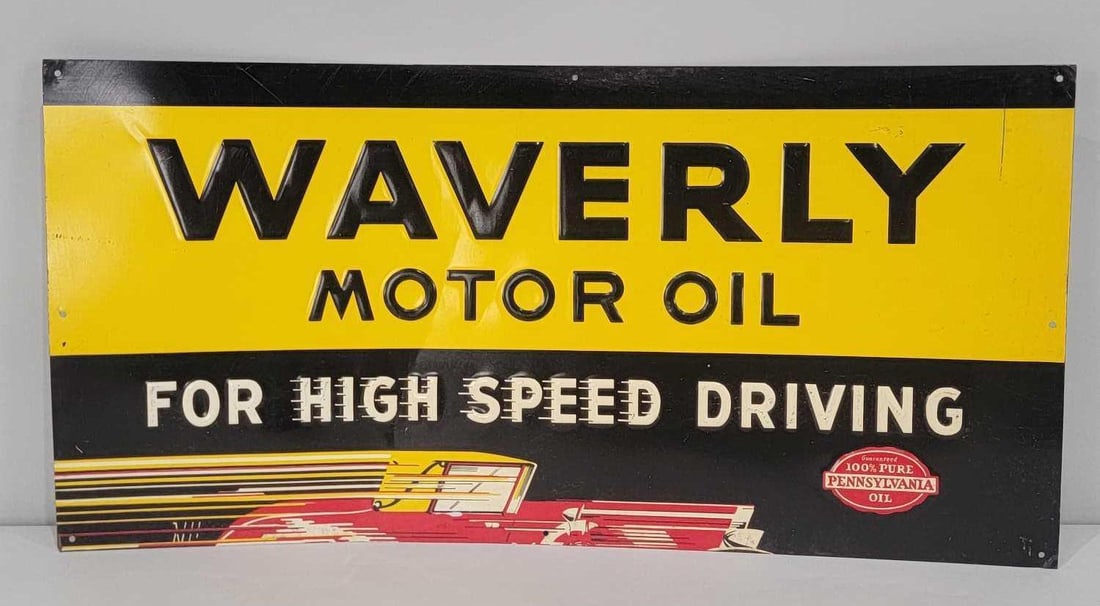 WAVERLY
MOTOR OIL
FOR HIGH SPEED DRIVING
Guaranteed
100% PURE
PENNSYLVANIA
OIL